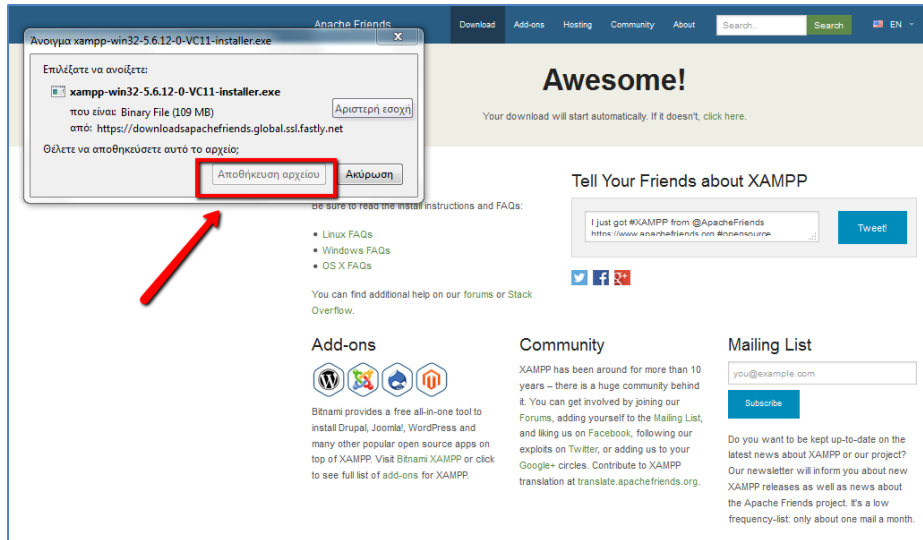 Apache Friends
Download
Add-ons
Hosting
Community
About
Search..
Search
EN
Άνοιγμα xampp-win32-5.6.12-0-VC11-installer.exe
x
Επιλέξατε να ανοίξετε:
xampp-win32-5.6.12-0-VC11-installer.exe
που είναι: Binary File (109 MB)
Αριστερή εσοχή
από: https://downloadsapachefriends.global.ssl.fastly.net
Θέλετε να αποθηκεύσετε αυτό το αρχείο;
Αποθήκευση αρχείου
Ακύρωση
Awesome!
Your download will start automatically. If it doesn't, click here.
Be sure to read the install instructions and FAQs:
Linux FAQs
Windows FAQs
OS X FAQs
You can find additional help on our forums or Stack
Overflow.
Tell Your Friends about XAMPP
I just got #XAMPP from @ApacheFriends
https://www.apachefriends.org #opensource
Tweet!
Add-ons
Bitnami provides a free all-in-one tool to
install Drupal, Joomla!, WordPress and
many other popular open source apps on
top of XAMPP. Visit Bitnami XAMPP or click
to see full list of add-ons for XAMPP.
Community
XAMPP has been around for more than 10
years – there is a huge community behind
it. You can get involved by joining our
Forums, adding yourself to the Mailing List,
and liking us on Facebook, following our
exploits on Twitter, or adding us to your
Google+ circles. Contribute to XAMPP
translation at translate.apachefriends.org.
Mailing List
you@example.com
Subscribe
Do you want to be kept up-to-date on the
latest news about XAMPP or our project?
Our newsletter will inform you about new
XAMPP releases as well as news about
the Apache Friends project. It's a low
frequency-list: only about one mail a month.